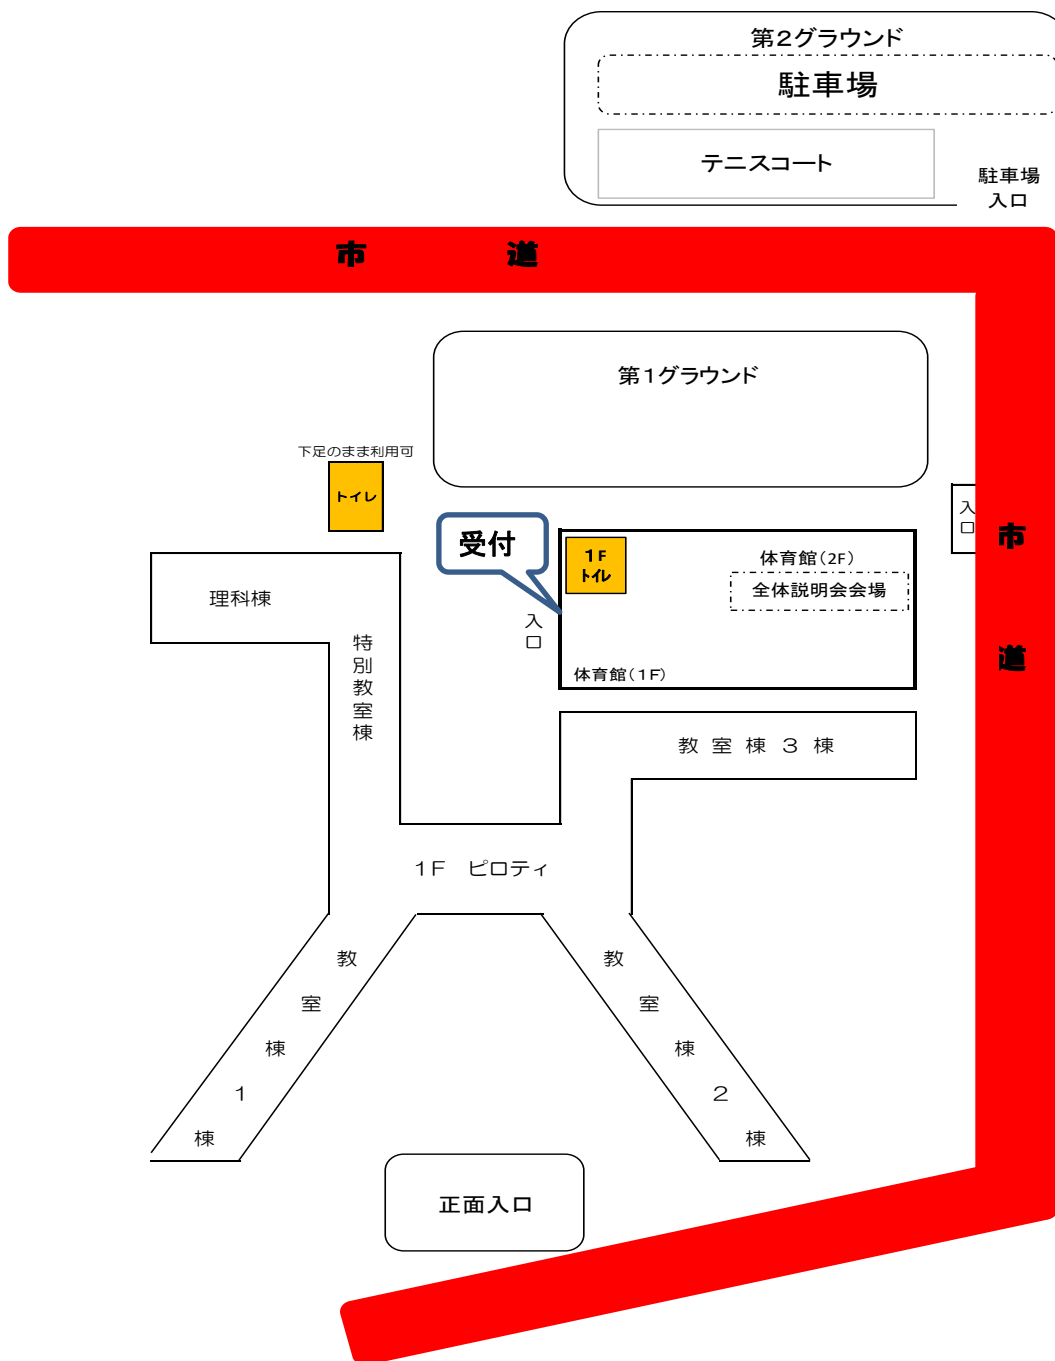 第2グラウンド
駐車場
テニスコート
駐車場
入口
市　道
第1グラウンド
下足のまま利用可
トイレ
受付
1F
トイレ
体育館(2F)
全体説明会会場
入口
入口
体育館(1F)
市道
理科棟
特別教室棟
教室棟3棟
1F ピロティ
教室棟1棟
教室棟2棟
正面入口